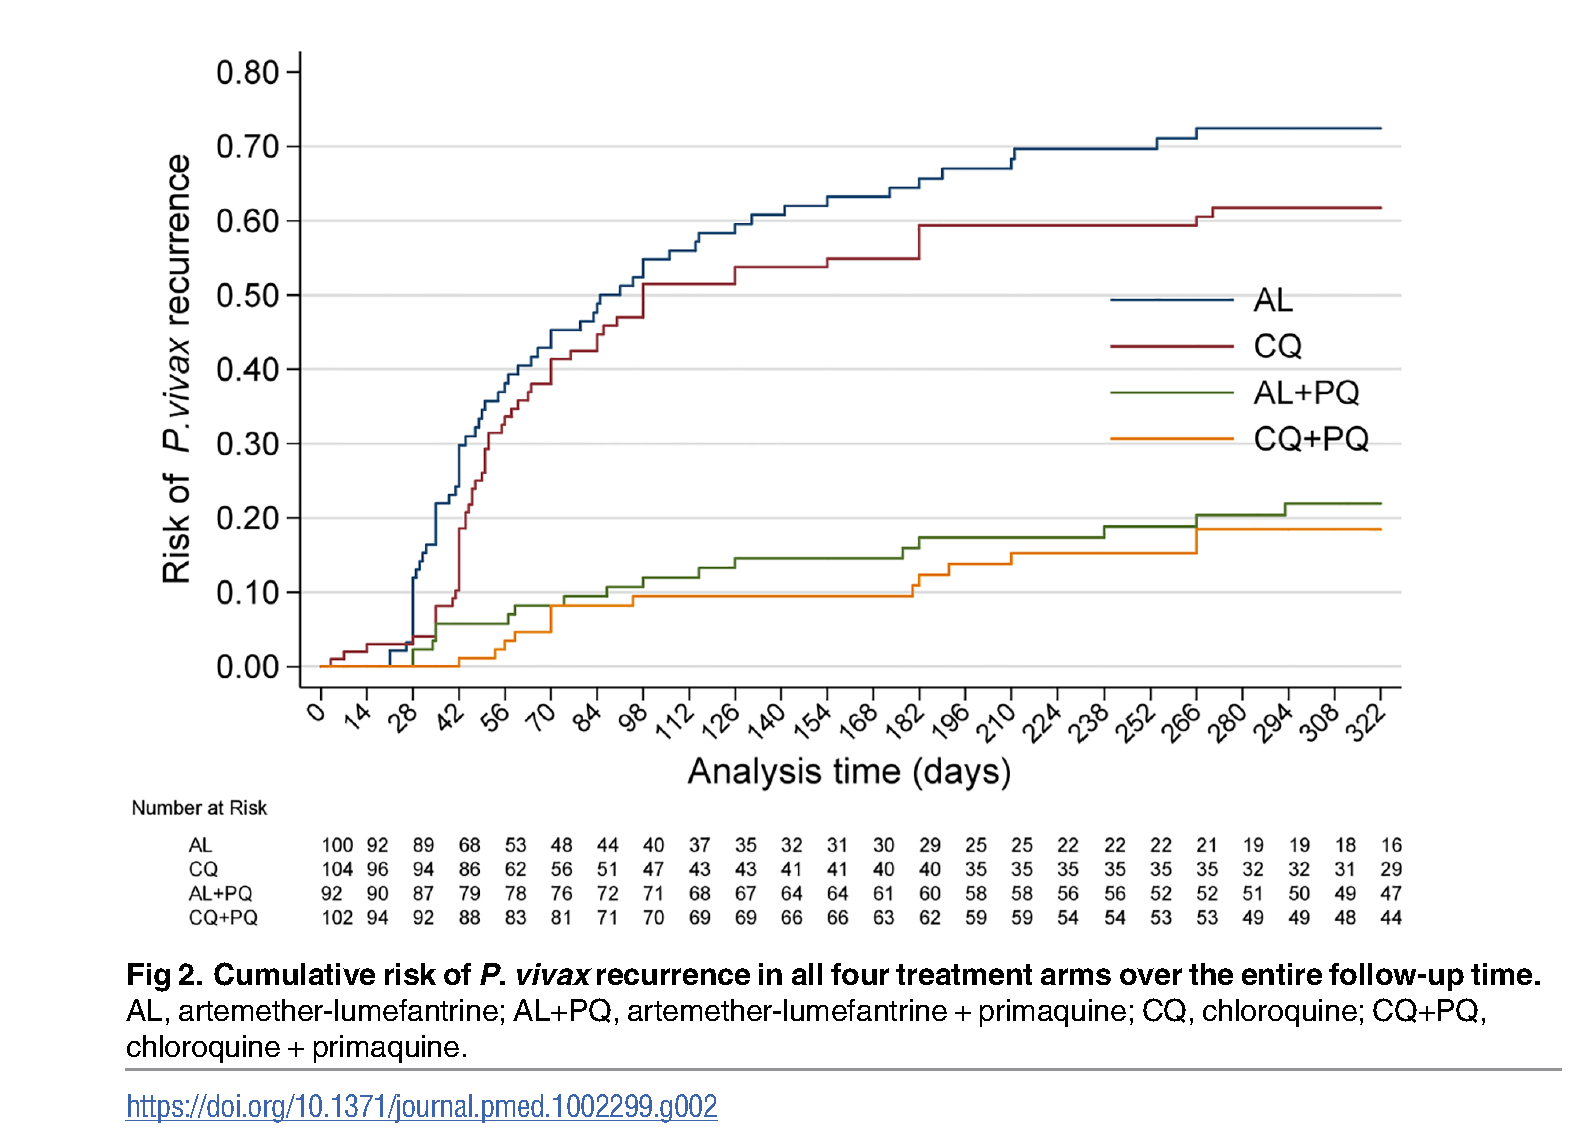 0.80
0.70
0.60
0.50
0.40
0.30
0.20
0.10
0.00
Risk of P.vivax recurrence
AL
CQ
AL+PQ
CQ+PQ
0 14 28 42 56 70 84 98 112 126 140 154 168 182 196 210 224 238 252 266 280 294 308 322
Analysis time (days)
Number at Risk
AL 100 92 89 68 53 48 44 40 37 35 32 31 30 29 25 25 22 22 22 21 19 19 18 16
CQ 104 96 94 86 62 56 51 47 43 43 41 41 40 40 35 35 35 35 35 35 32 32 31 29
AL+PQ 92 90 87 79 78 76 72 71 68 67 64 64 61 60 58 58 56 56 52 52 51 50 49 47
CQ+PQ 102 94 92 88 83 81 71 70 69 69 66 66 63 62 59 59 54 54 53 53 49 49 48 44
Fig 2. Cumulative risk of P. vivax recurrence in all four treatment arms over the entire follow-up time.
AL, artemether-lumefantrine; AL+PQ, artemether-lumefantrine + primaquine; CQ, chloroquine; CQ+PQ,
chloroquine + primaquine.
https://doi.org/10.1371/journal.pmed.1002299.g002